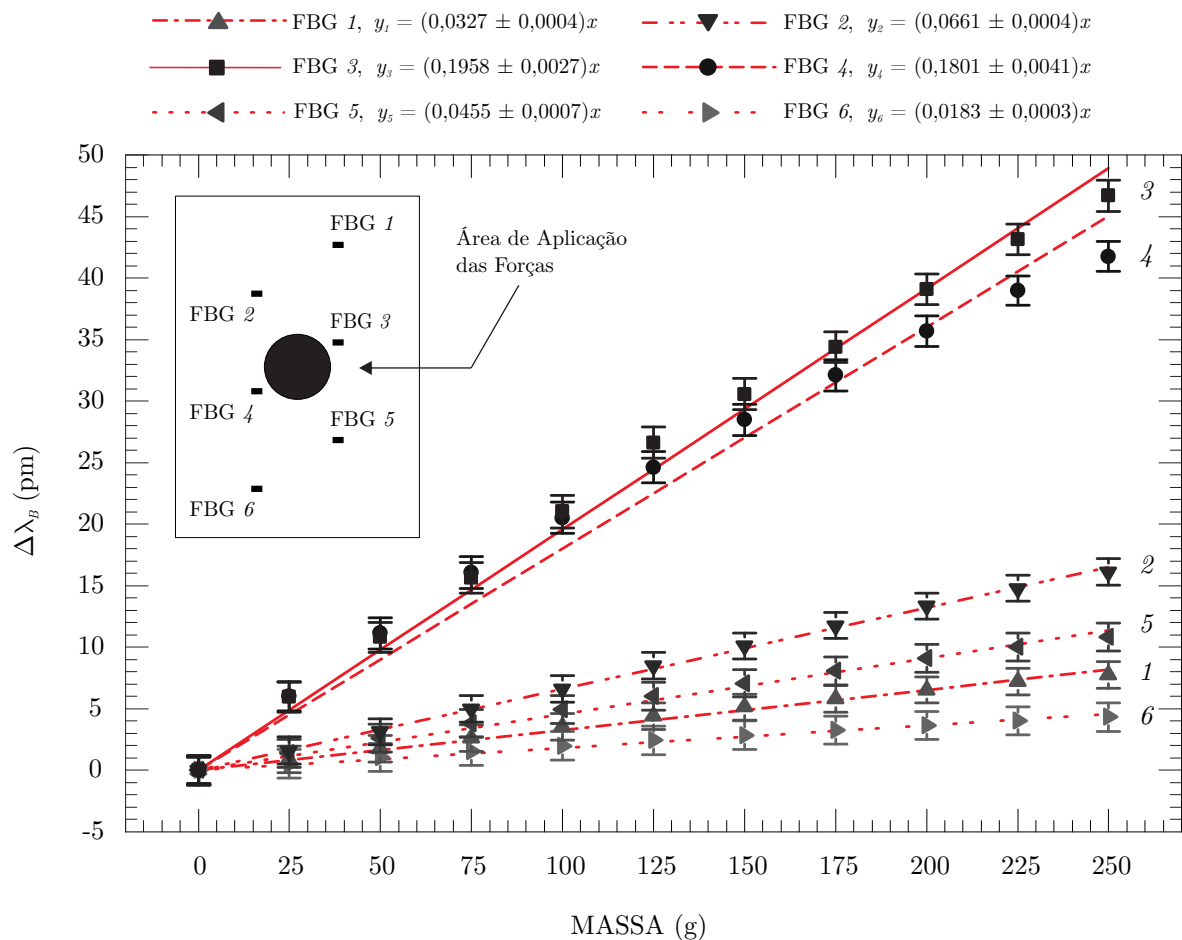 FBG 1, y₁ = (0,0327 ± 0,0004)x
FBG 2, y₂ = (0,0661 ± 0,0004)x
FBG 3, y₃ = (0,1958 ± 0,0027)x
FBG 4, y₄ = (0,1801 ± 0,0041)x
FBG 5, y₅ = (0,0455 ± 0,0007)x
FBG 6, y₆ = (0,0183 ± 0,0003)x
50
45
40
35
30
25
20
15
10
5
0
-5
ΔλB (pm)
FBG 1
FBG 2
FBG 3
FBG 4
FBG 5
FBG 6
Área de Aplicação
das Forças
3
4
2
5
1
6
0 25 50 75 100 125 150 175 200 225 250
MASSA (g)